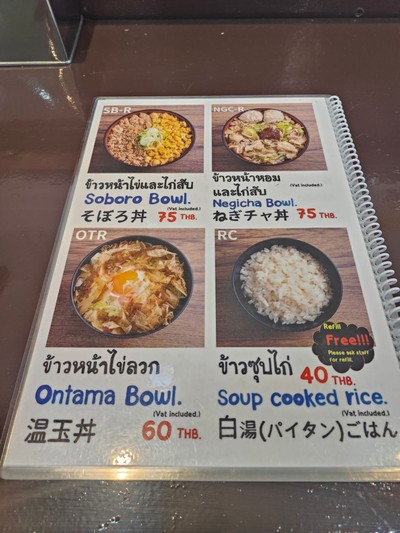 SB-R
ข้าวหน้าไข่และไก่สับ
Soboro Bowl.
(Vat included.)
そぼろ丼 75 THB.
NGC-R
ข้าวหน้าหอม
และไก่สับ
(Vat included.)
Negicha Bowl.
ねぎチャ丼 75 THB.
OTR
ข้าวหน้าไข่ลวก
Ontama Bowl.
(Vat included.)
温玉丼 60 THB.
RC
Refill
Free!!!
Please ask staff
for refill.
ข้าวซุปไก่ 40 THB.
Soup cooked rice.
(Vat included.)
白湯(パイタン)ごはん